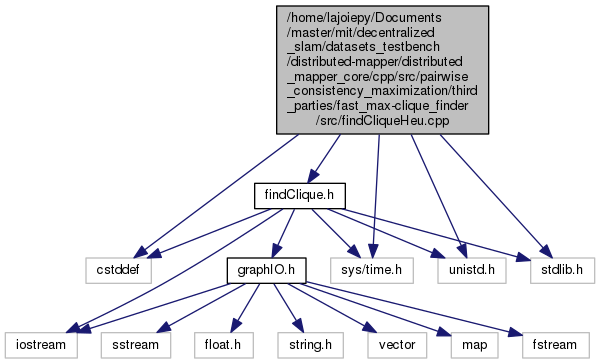 /home/lajoiepy/Documents
/master/mit/decentralized
_slam/datasets_testbench
/distributed-mapper/distributed
_mapper_core/cpp/src/pairwise
_consistency_maximization/third
_parties/fast_max-clique_finder
/src/findCliqueHeu.cpp
findClique.h
cstddef
graphIO.h
sys/time.h
unistd.h
stdlib.h
iostream
sstream
float.h
string.h
vector
map
fstream